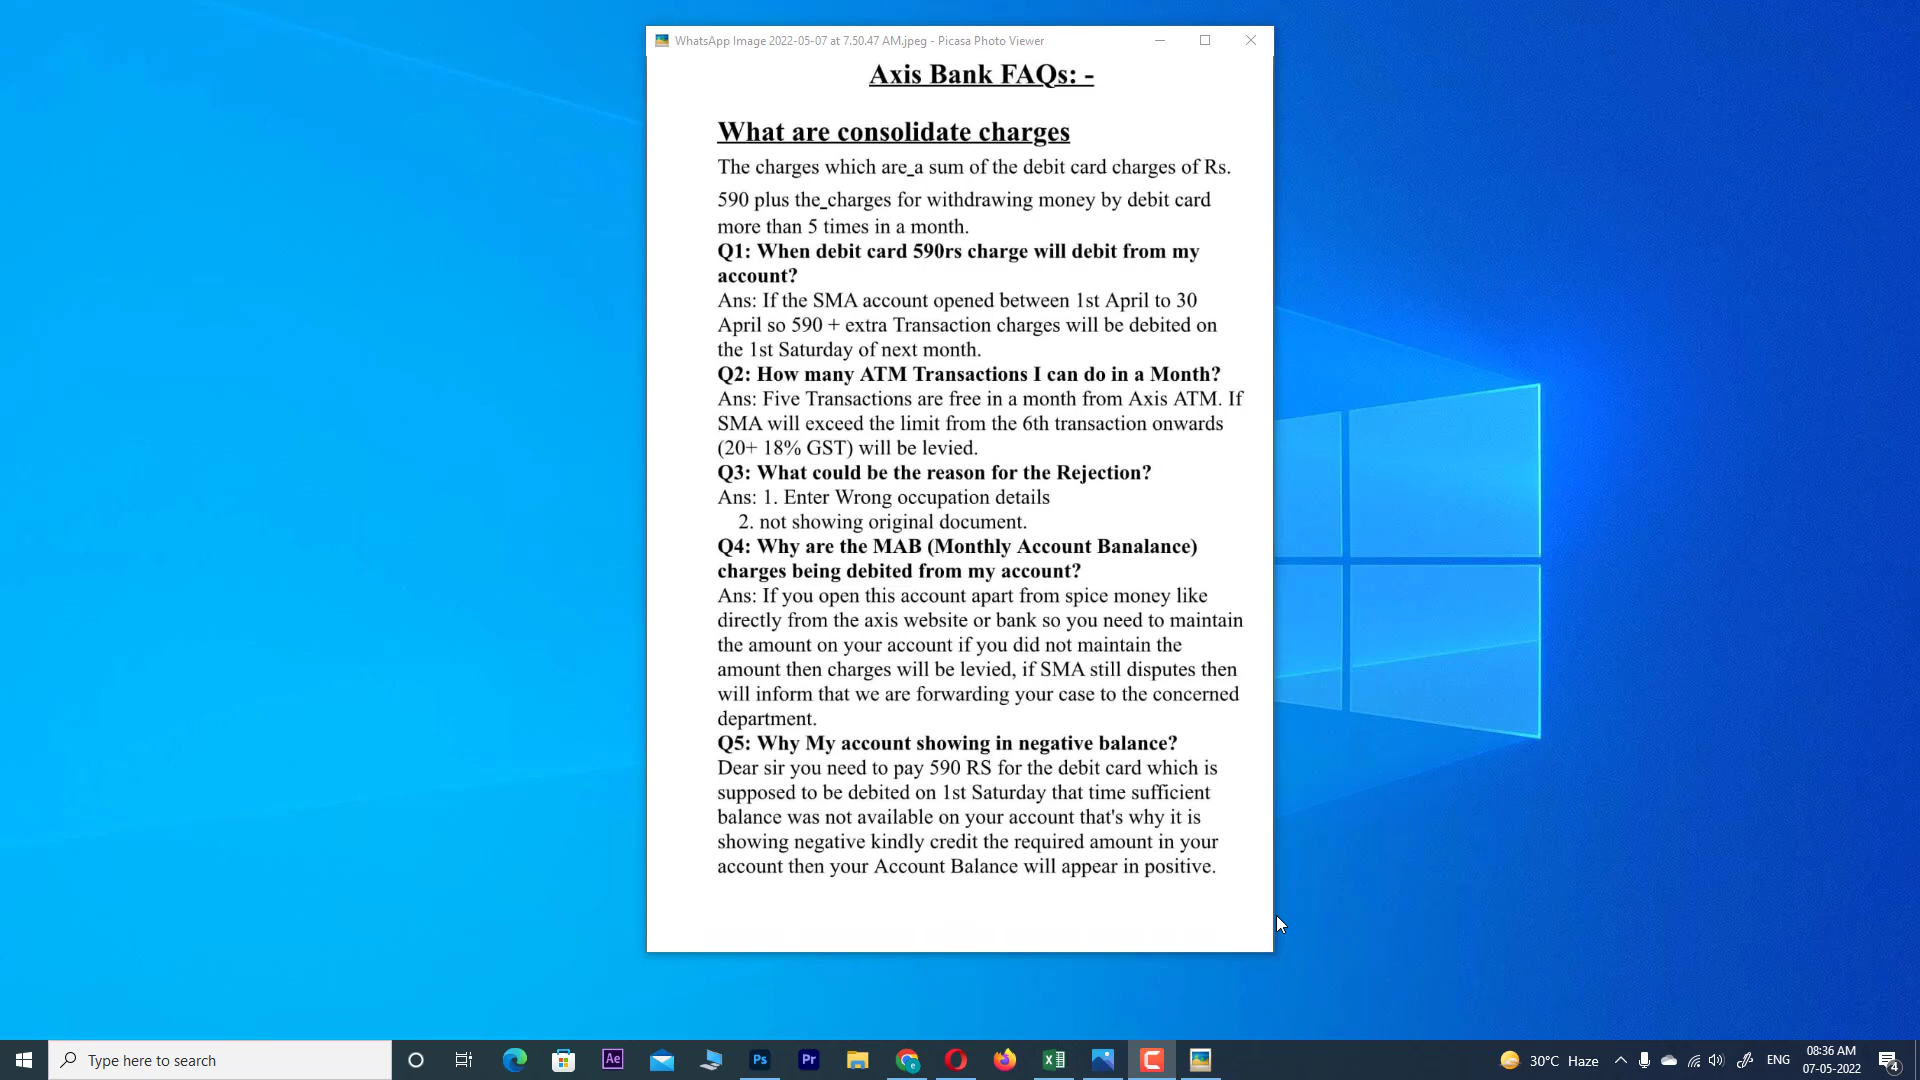 WhatsApp Image 2022-05-07 at 7.50.47 AM.jpeg - Picasa Photo Viewer
Axis Bank FAQs: -
What are consolidate charges
The charges which are a sum of the debit card charges of Rs.
590 plus the charges for withdrawing money by debit card
more than 5 times in a month.
Q1: When debit card 590rs charge will debit from my
account?
Ans: If the SMA account opened between 1st April to 30
April so 590 + extra Transaction charges will be debited on
the 1st Saturday of next month.
Q2: How many ATM Transactions I can do in a Month?
Ans: Five Transactions are free in a month from Axis ATM. If
SMA will exceed the limit from the 6th transaction onwards
(20+ 18% GST) will be levied.
Q3: What could be the reason for the Rejection?
Ans: 1. Enter Wrong occupation details
2. not showing original document.
Q4: Why are the MAB (Monthly Account Banalance)
charges being debited from my account?
Ans: If you open this account apart from spice money like
directly from the axis website or bank so you need to maintain
the amount on your account if you did not maintain the
amount then charges will be levied, if SMA still disputes then
will inform that we are forwarding your case to the concerned
department.
Q5: Why My account showing in negative balance?
Dear sir you need to pay 590 RS for the debit card which is
supposed to be debited on 1st Saturday that time sufficient
balance was not available on your account that's why it is
showing negative kindly credit the required amount in your
account then your Account Balance will appear in positive.
Type here to search
Ae
Ps
Pr
30°C Haze
ENG
08:36 AM
07-05-2022
4